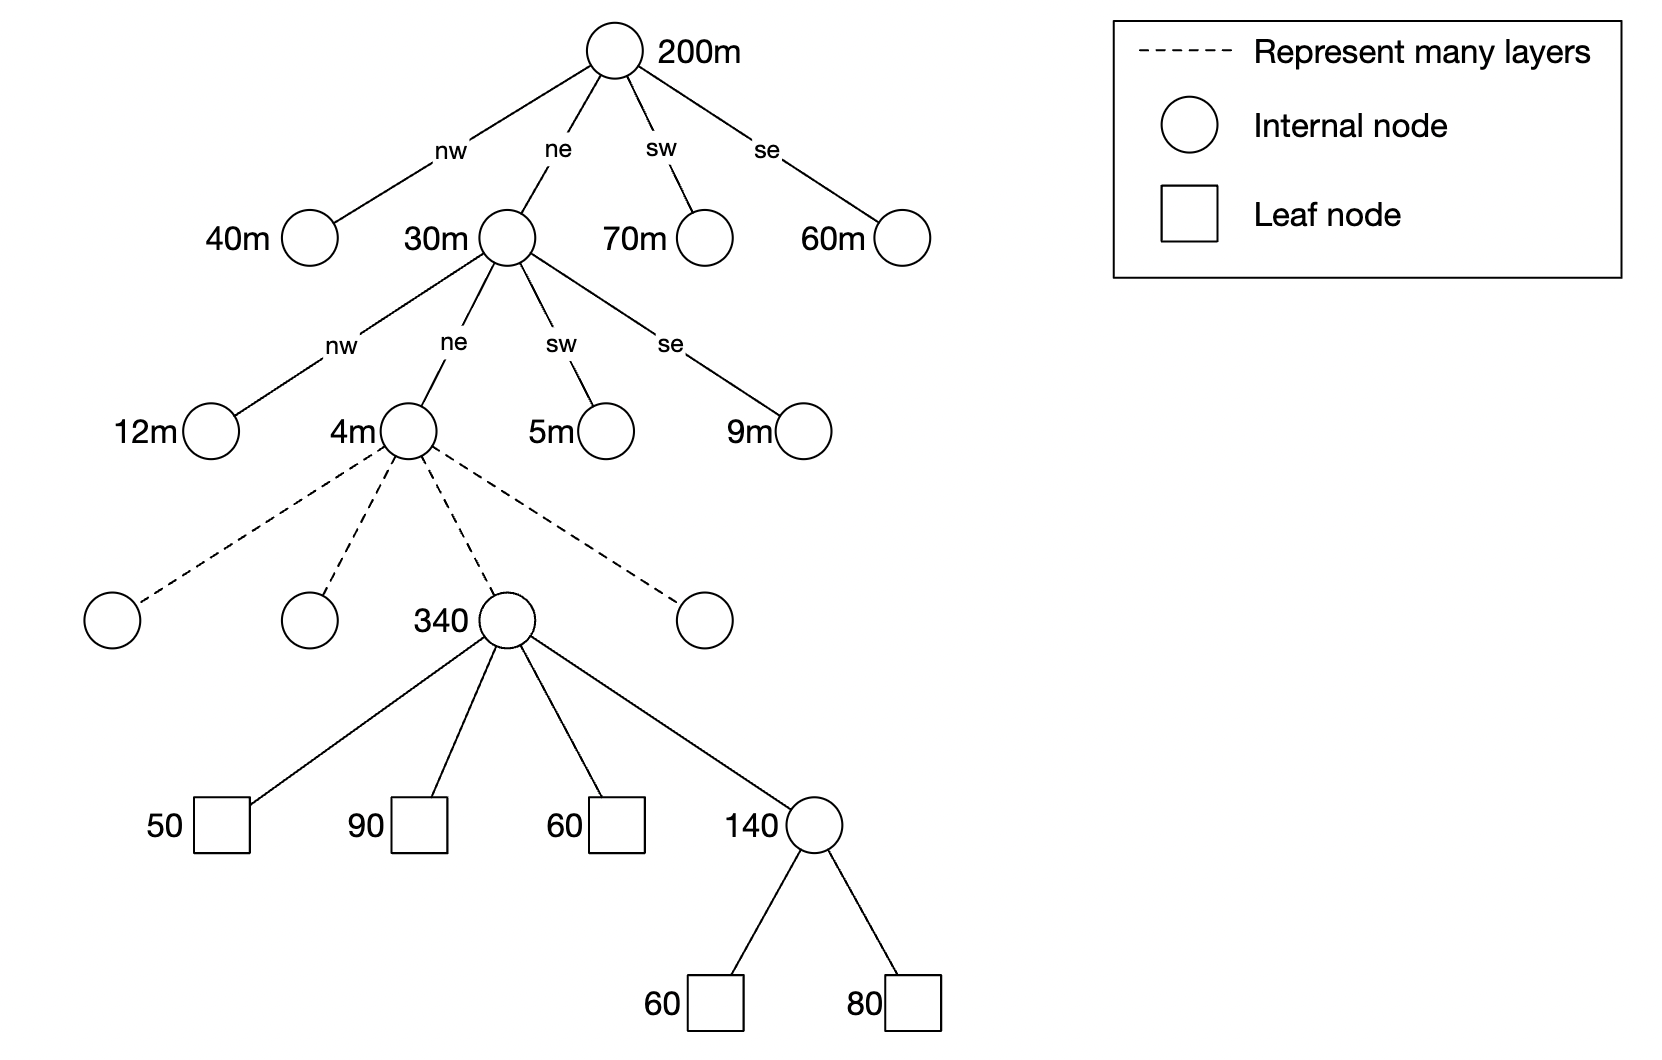 200m
nw
ne
sw
se
40m
30m
70m
60m
nw
ne
sw
se
12m
4m
5m
9m
340
50
90
60
140
60
80
Represent many layers
Internal node
Leaf node